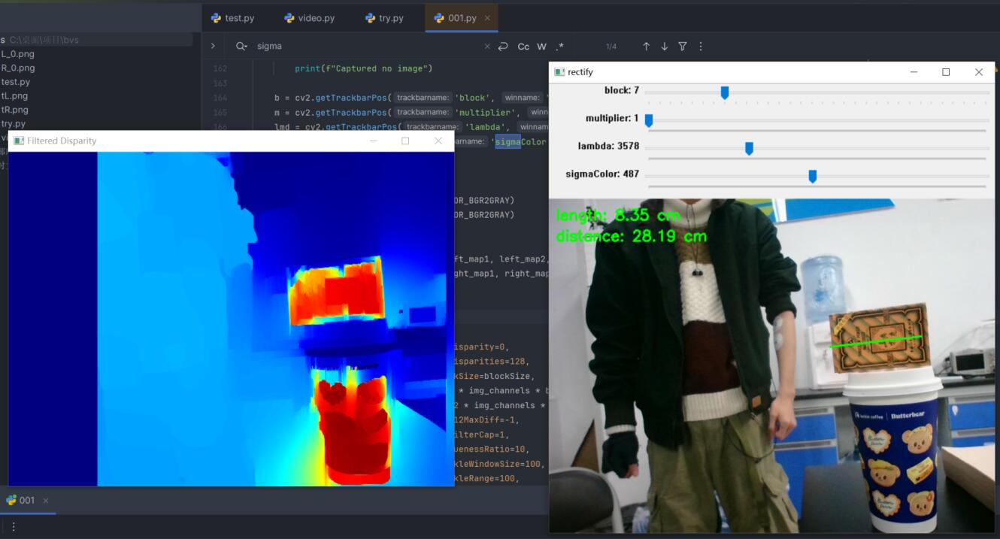 test.py
video.py
try.py
001.py
s C:\桌面\项目\bvs
L_0.png
R_0.png
test.py
tL.png
tR.png
try.py
sigma
Cc W .*
1/4
162 print(f"Captured no image")
163
164 b = cv2.getTrackbarPos( trackbarname: 'block', winname:
165 m = cv2.getTrackbarPos( trackbarname: 'multiplier', winn
166 lmd = cv2.getTrackbarPos( trackbarname: 'lambda', winnam
arname: 'sigmaColor
OR_BGR2GRAY)
OR_BGR2GRAY)
ft_map1, left_map2,
ght_map1, right_map
isparity=0,
isparities=128,
kSize=blockSize,
* img_channels * b
2 * img_channels *
12MaxDiff=-1,
ilterCap=1,
uenessRatio=10,
kleWindowSize=100,
kleRange=100,
Filtered Disparity
rectify
block: 7
multiplier: 1
lambda: 3578
sigmaColor: 487
length: 8.35 cm
distance: 28.19 cm
luckin coffee | Butterbear
001